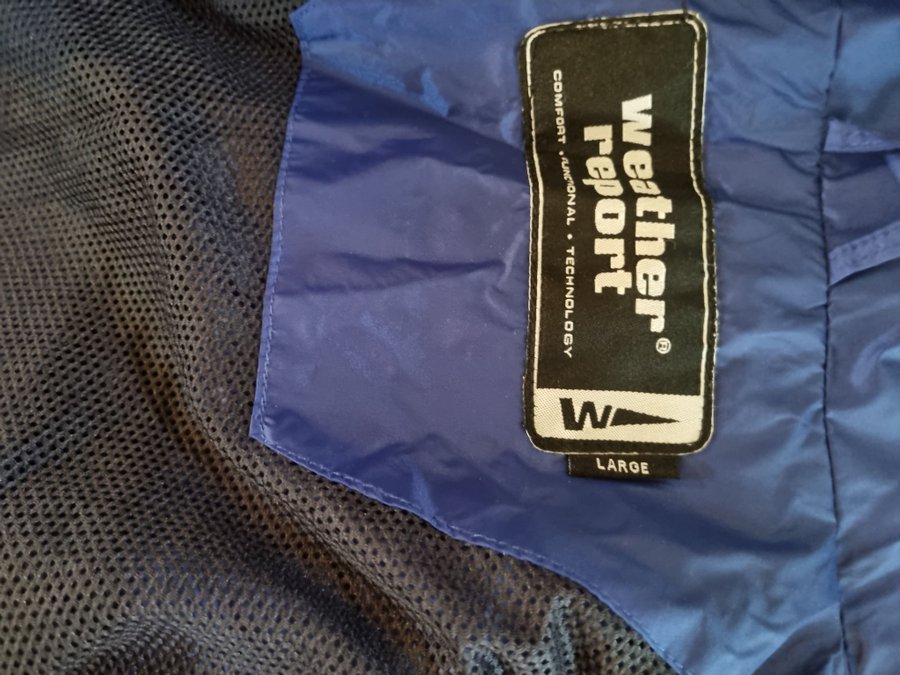 weather
report®
COMFORT • FUNCTIONAL • TECHNOLOGY
W
LARGE